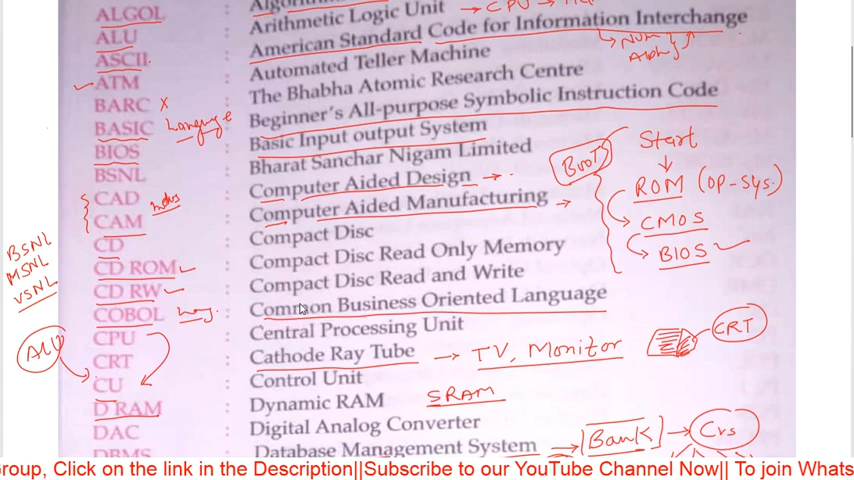 ALGOL
ALU : Arithmetic Logic Unit → CPU →
ASCII : American Standard Code for Information Interchange
Num
Alph
✓ ATM : Automated Teller Machine
BARC x : The Bhabha Atomic Research Centre
BASIC Language : Beginner's All-purpose Symbolic Instruction Code
BIOS : Basic Input output System
BSNL : Bharat Sanchar Nigam Limited
CAD : Computer Aided Design →
CAM : Computer Aided Manufacturing →
CD : Compact Disc
CD ROM : Compact Disc Read Only Memory
CD RW : Compact Disc Read and Write
COBOL : Common Business Oriented Language
CPU : Central Processing Unit
CRT : Cathode Ray Tube → TV, Monitor
CU : Control Unit
D RAM : Dynamic RAM SRAM
DAC : Digital Analog Converter
DBMS : Database Management System → Bank →
Boot
Start
ROM (OP-Sys.)
CMOS
BIOS
CRT
BSNL
MSNL
VSNL
ALU
Group, Click on the link in the Description||Subscribe to our YouTube Channel Now|| To join Whats